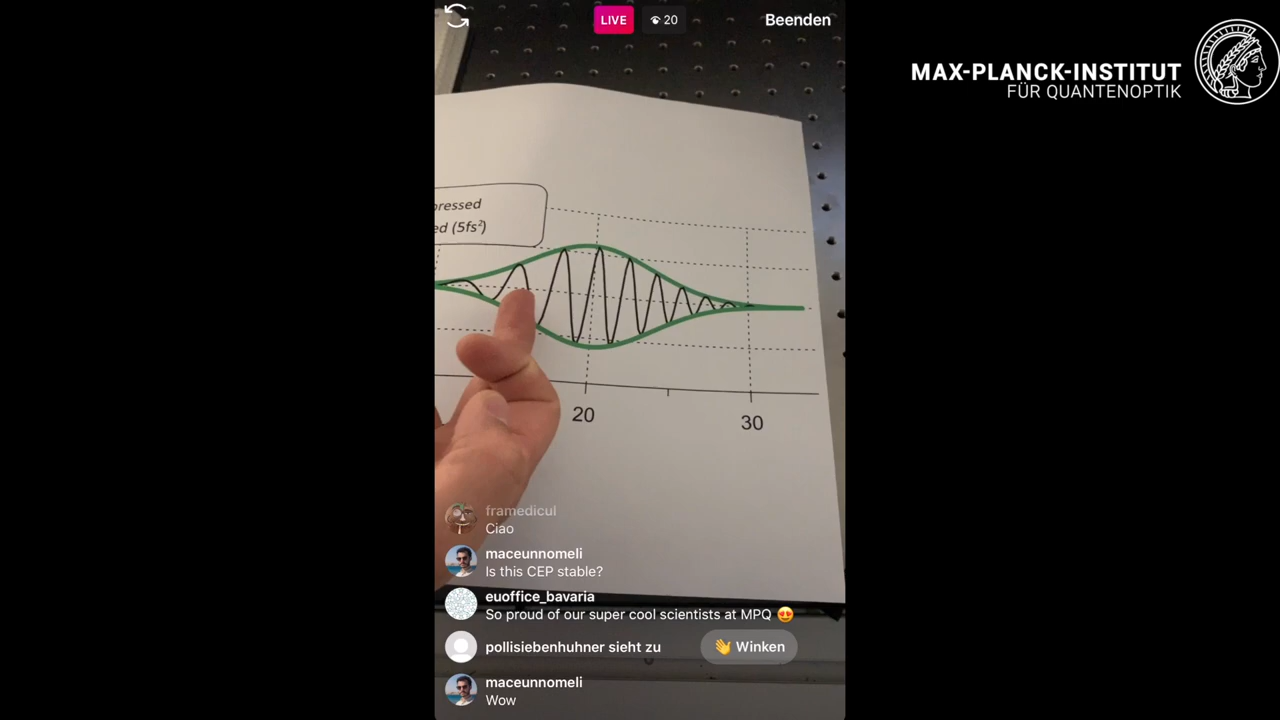 LIVE
20
Beenden
MAX-PLANCK-INSTITUT
FÜR QUANTENOPTIK
pressed
ed (5fs²)
20
30
framedicul
Ciao
maceunnomeli
Is this CEP stable?
euoffice_bavaria
So proud of our super cool scientists at MPQ 😍
pollisiebenhuhner sieht zu
👋 Winken
maceunnomeli
Wow